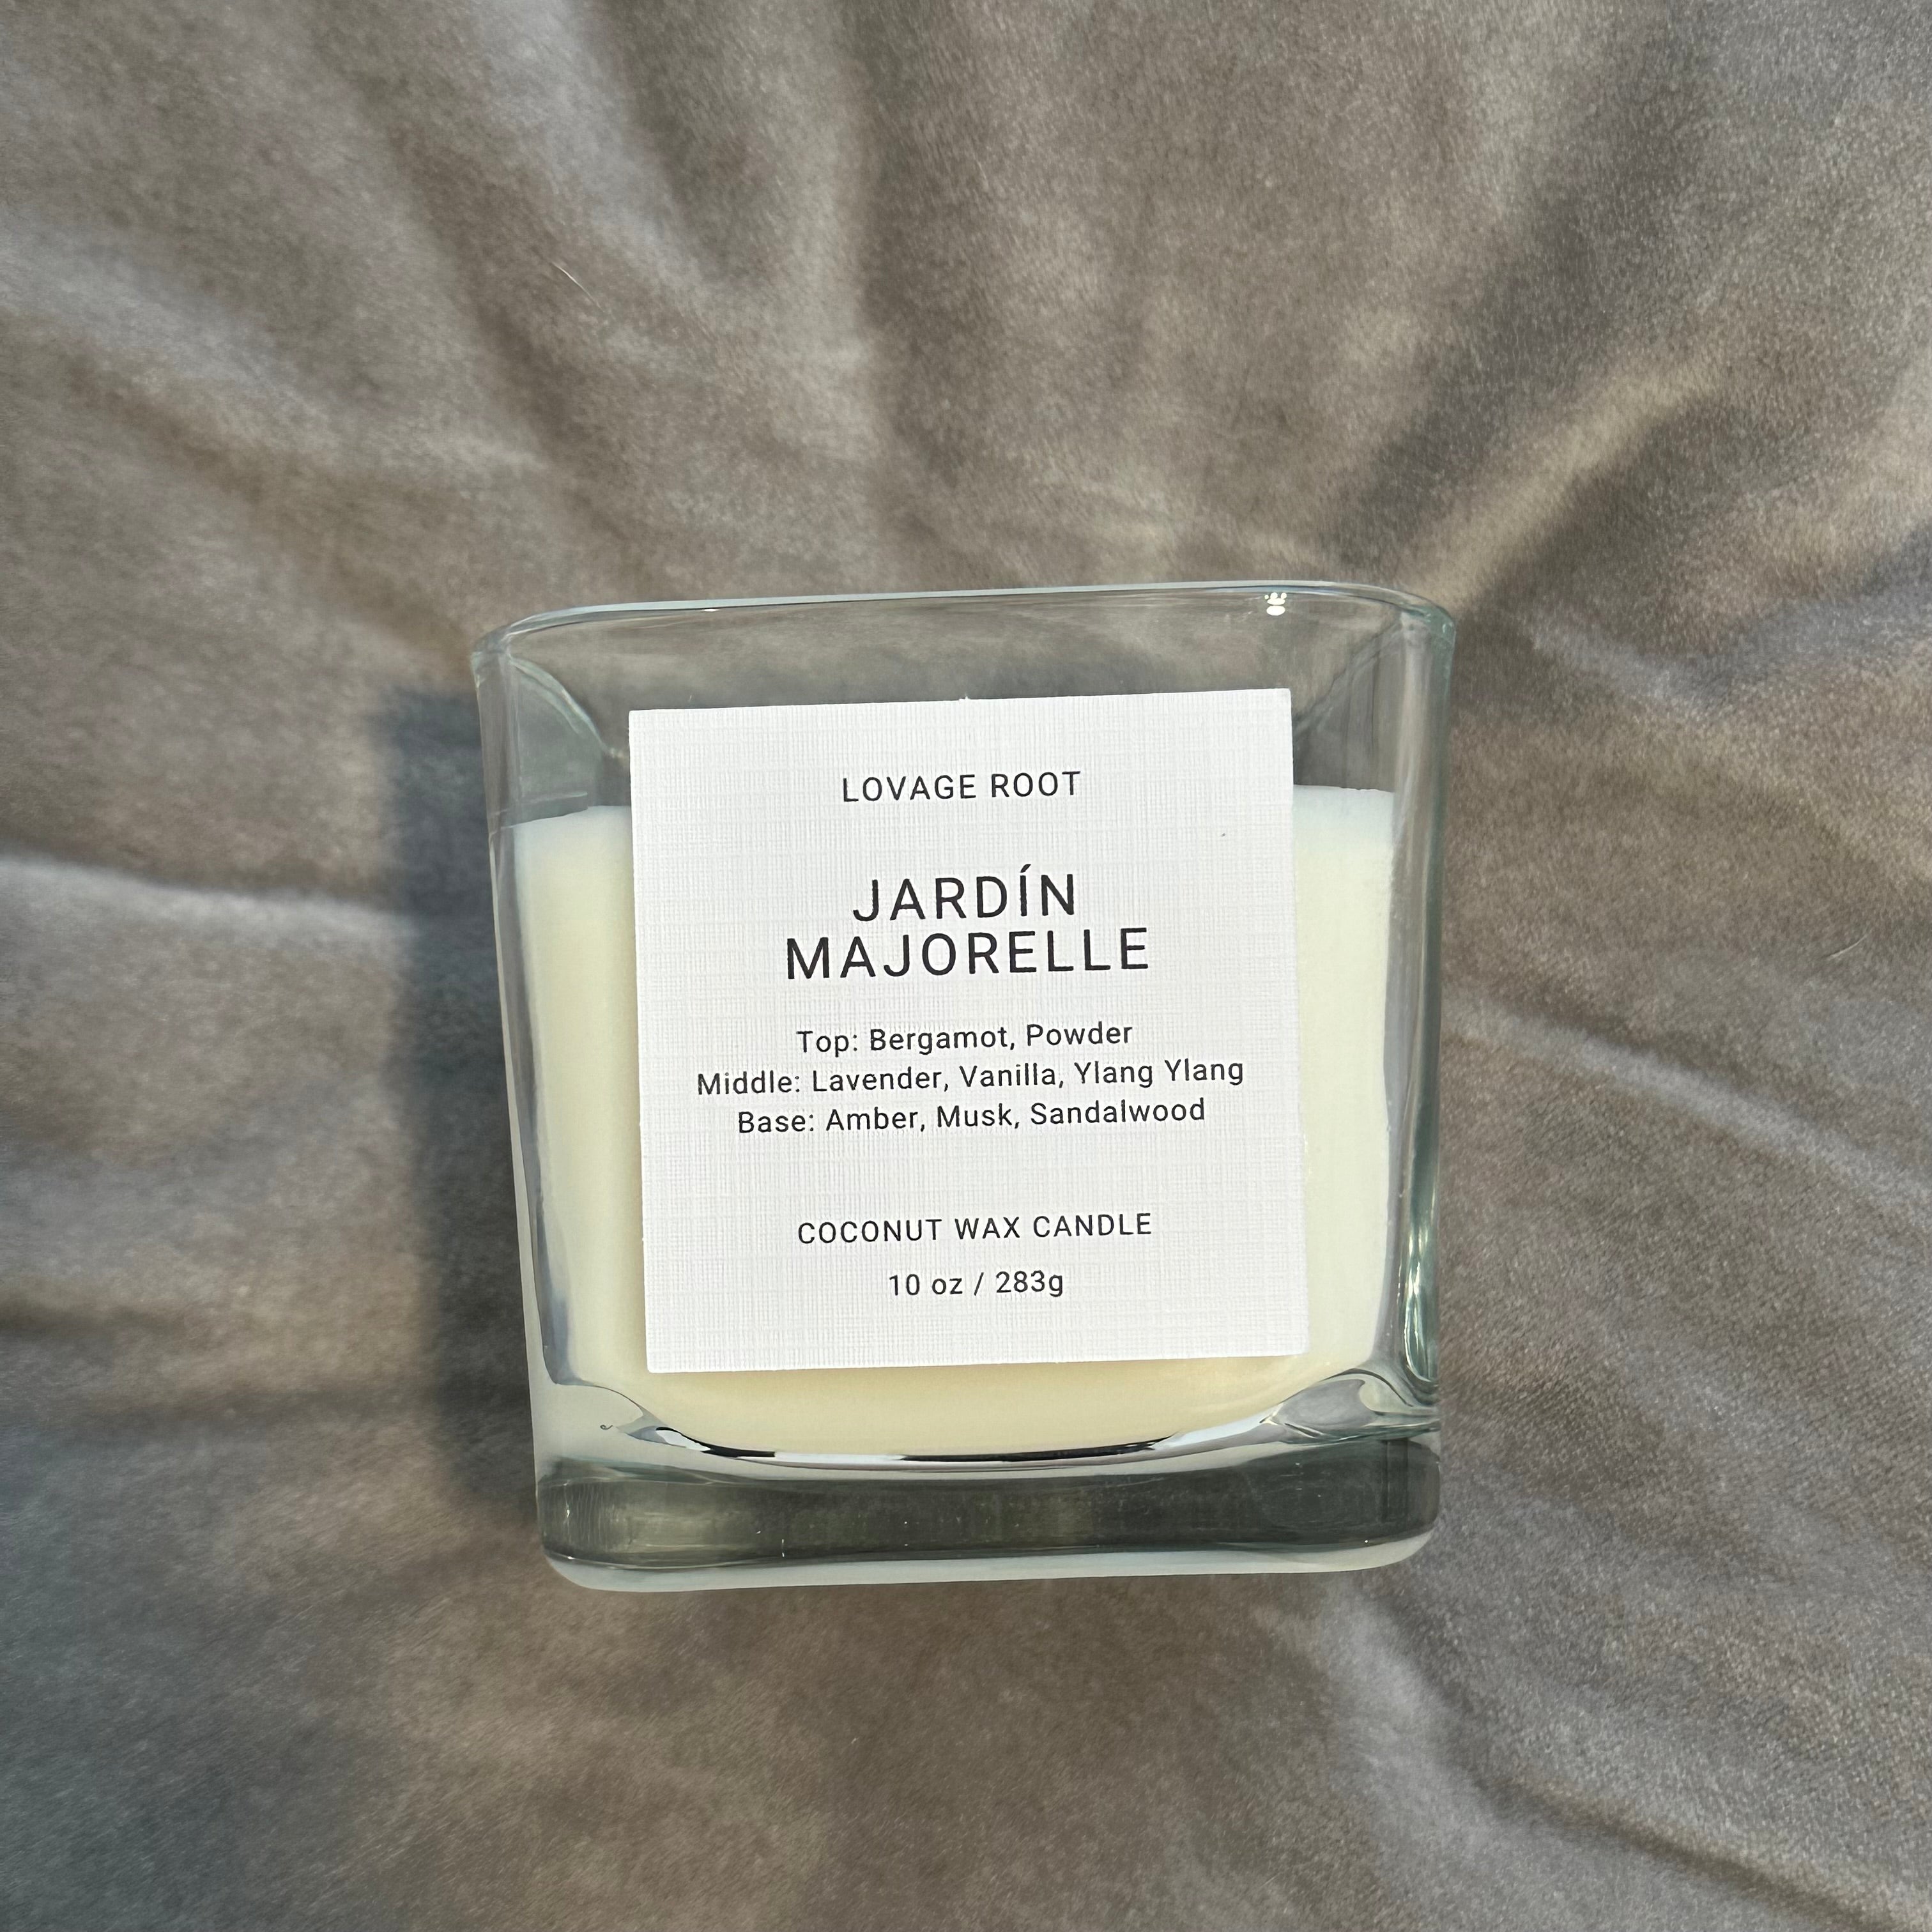 LOVAGE ROOT
JARDÍN
MAJORELLE
Top: Bergamot, Powder
Middle: Lavender, Vanilla, Ylang Ylang
Base: Amber, Musk, Sandalwood
COCONUT WAX CANDLE
10 oz / 283g